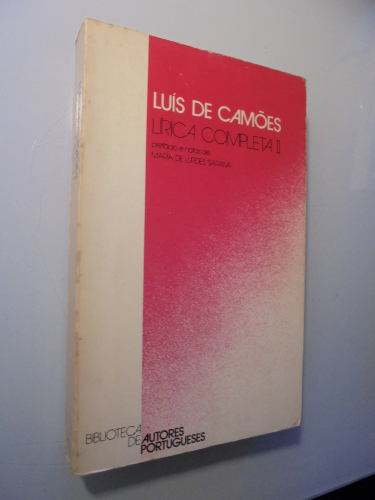 LUÍS DE CAMÕES
LÍRICA COMPLETA II
prefácio e notas de
MARIA DE LURDES SARAIVA
BIBLIOTECA
DE AUTORES
PORTUGUESES